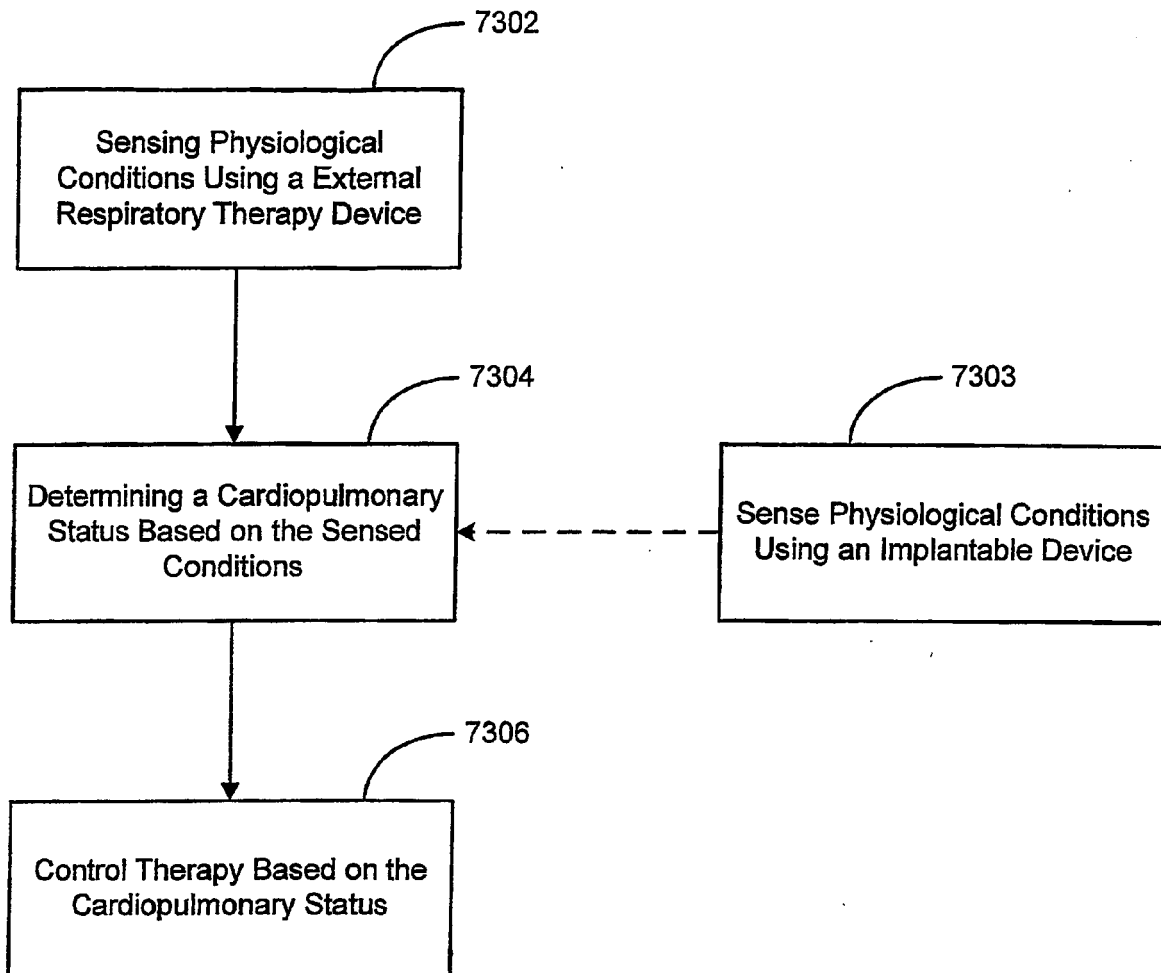 7302
Sensing Physiological
Conditions Using a External
Respiratory Therapy Device
7304
Determining a Cardiopulmonary
Status Based on the Sensed
Conditions
7303
Sense Physiological Conditions
Using an Implantable Device
7306
Control Therapy Based on the
Cardiopulmonary Status